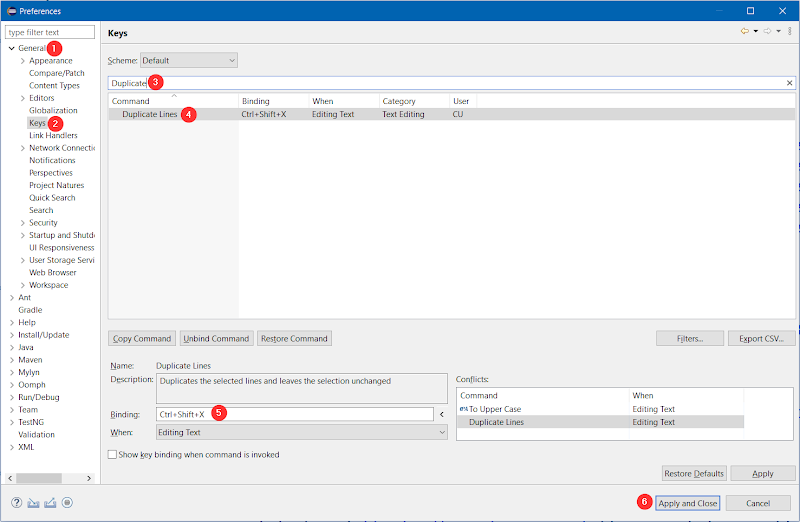 Preferences
type filter text
General 1
Appearance
Compare/Patch
Content Types
Editors
Globalization
Keys 2
Link Handlers
Network Connectio
Notifications
Perspectives
Project Natures
Quick Search
Search
Security
Startup and Shutdo
UI Responsiveness
User Storage Servi
Web Browser
Workspace
Ant
Gradle
Help
Install/Update
Java
Maven
Mylyn
Oomph
Run/Debug
Team
TestNG
Validation
XML
Keys
Scheme: Default
Duplicate 3
Command Binding When Category User
Duplicate Lines 4 Ctrl+Shift+X Editing Text Text Editing CU
Copy Command Unbind Command Restore Command Filters... Export CSV...
Name: Duplicate Lines
Description: Duplicates the selected lines and leaves the selection unchanged
Binding: Ctrl+Shift+X 5
When: Editing Text
Conflicts:
Command When
To Upper Case Editing Text
Duplicate Lines Editing Text
Show key binding when command is invoked
Restore Defaults Apply
6 Apply and Close Cancel